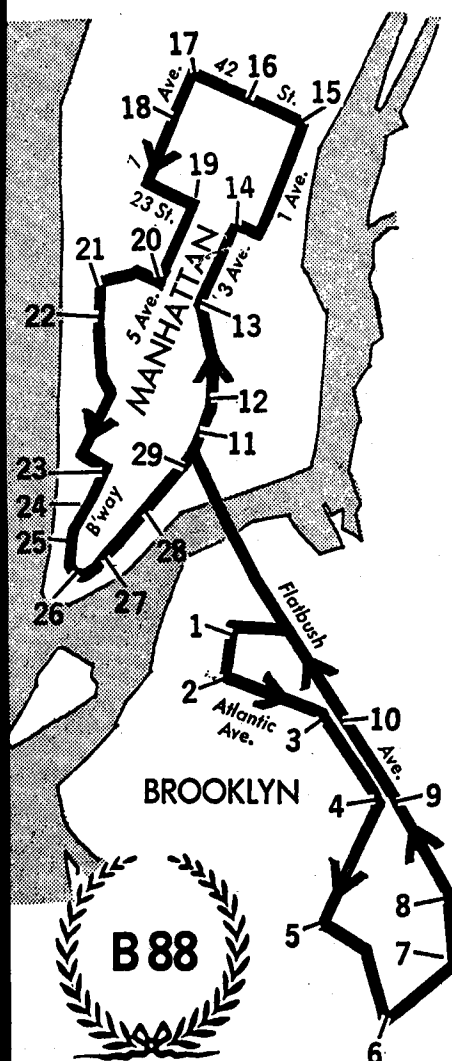 17
42
16
St.
15
Ave.
18
7
19
14
23 St.
1 Ave.
21
20
3 Ave.
22
5 Ave.
MANHATTAN
13
12
11
29
23
24
B'way
25
28
26
27
Flatbush
1
2
Atlantic
Ave.
3
10
Ave.
BROOKLYN
4
9
8
5
B 88
7
6